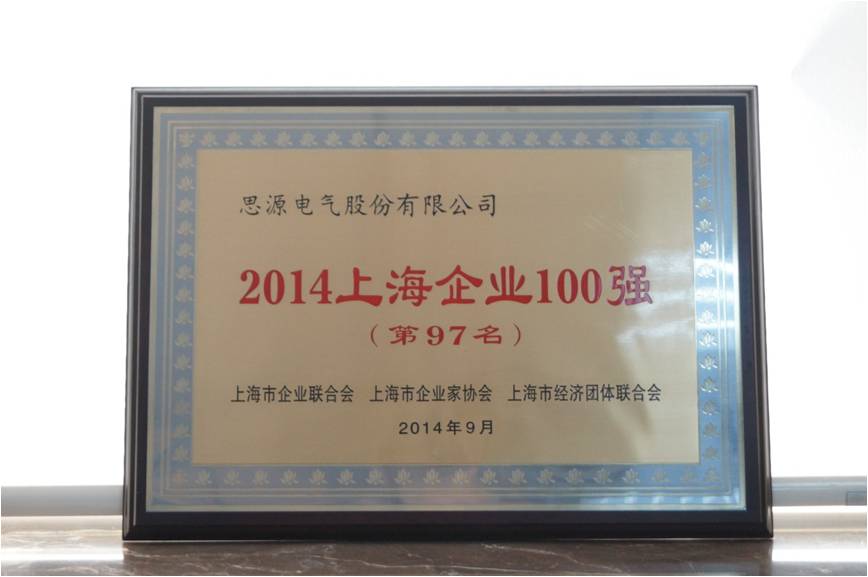 思源电气股份有限公司
2014上海企业100强
（第97名）
上海市企业联合会 上海市企业家协会 上海市经济团体联合会
2014年9月